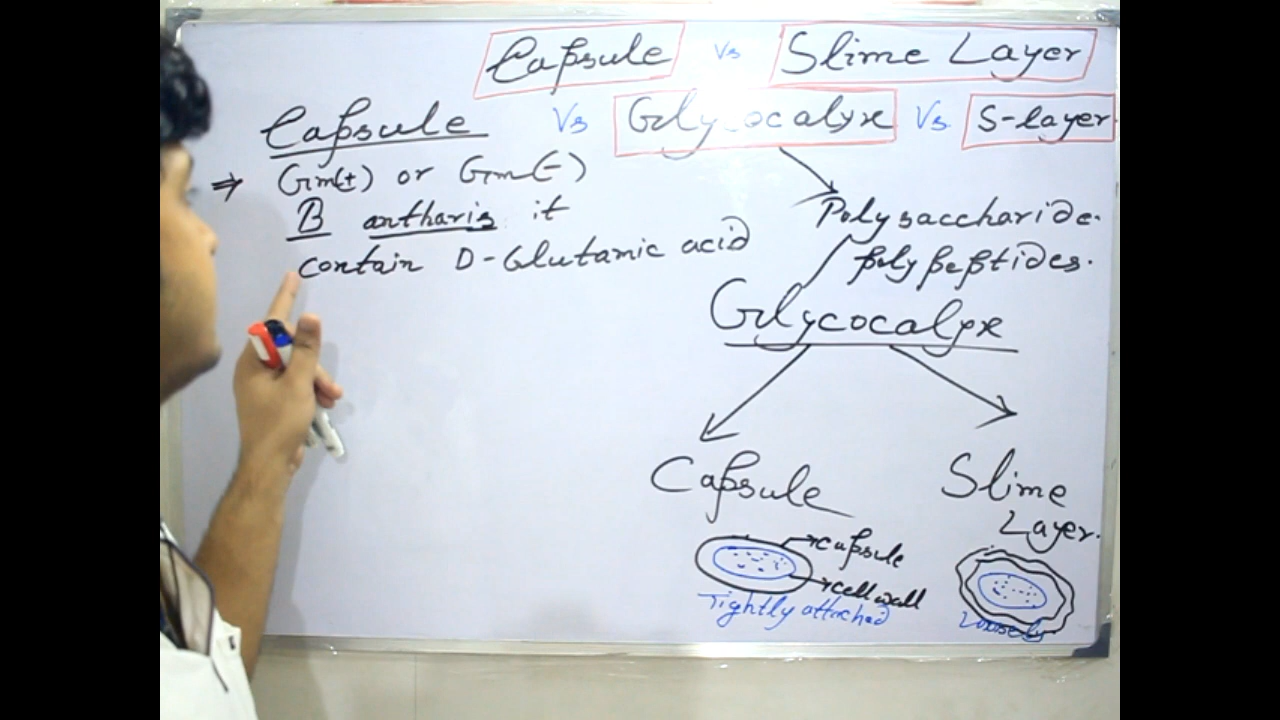 Capsule Vs Slime Layer
Vs Glycocalyx Vs S-layer
Capsule
⇒ Gm(+) or Gm(-)
B antharis it
contain D-Glutamic acid
Polysaccharide.
polypeptides.
Glycocalyx
Capsule
Slime
Layer.
capsule
cell wall
Tightly attached
Loosely